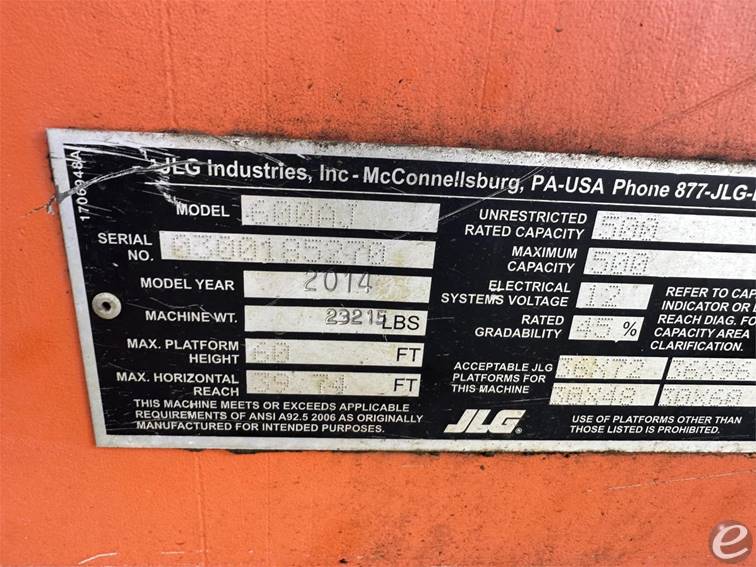 1706948A
JLG Industries, Inc - McConnellsburg, PA-USA Phone 877-JLG-
MODEL 600AJ
SERIAL NO. 0300185270
MODEL YEAR 2014
MACHINE WT. 23215 LBS
MAX. PLATFORM HEIGHT 60 FT
MAX. HORIZONTAL REACH FT
THIS MACHINE MEETS OR EXCEEDS APPLICABLE
REQUIREMENTS OF ANSI A92.5 2006 AS ORIGINALLY
MANUFACTURED FOR INTENDED PURPOSES.
UNRESTRICTED RATED CAPACITY 500
MAXIMUM CAPACITY 500
ELECTRICAL SYSTEMS VOLTAGE 12
RATED GRADABILITY 45 %
REFER TO CAP
INDICATOR OR
REACH DIAG. FO
CAPACITY AREA
CLARIFICATION.
ACCEPTABLE JLG
PLATFORMS FOR
THIS MACHINE
JLG
USE OF PLATFORMS OTHER THAN
THOSE LISTED IS PROHIBITED.
e